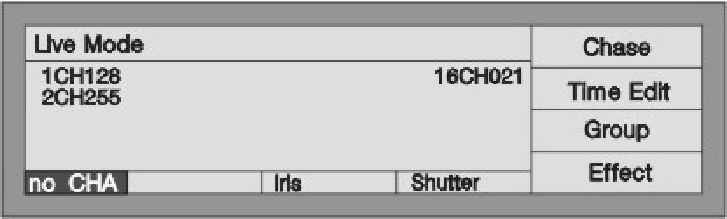 Live Mode
Chase
1CH128 16CH021
2CH255
Time Edit
Group
Effect
no CHA Iris Shutter